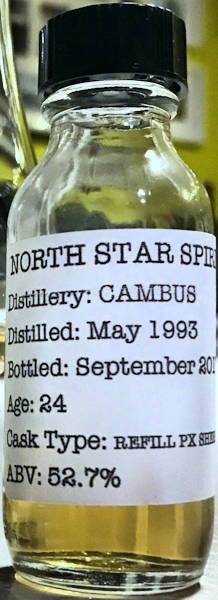 NORTH STAR SPIR
Distillery: CAMBUS
Distilled: May 1993
Bottled: September 201
Age: 24
Cask Type: REFILL PX SHE
ABV: 52.7%